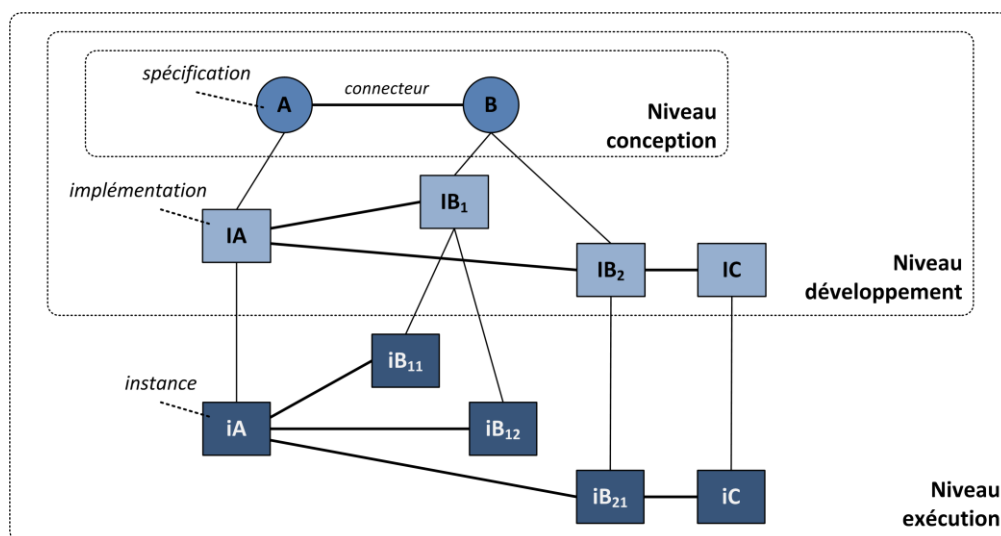 spécification
A
connecteur
B
Niveau
conception
implémentation
IA
IB₁
IB₂
IC
Niveau
développement
instance
iB₁₁
iA
iB₁₂
iB₂₁
iC
Niveau
exécution